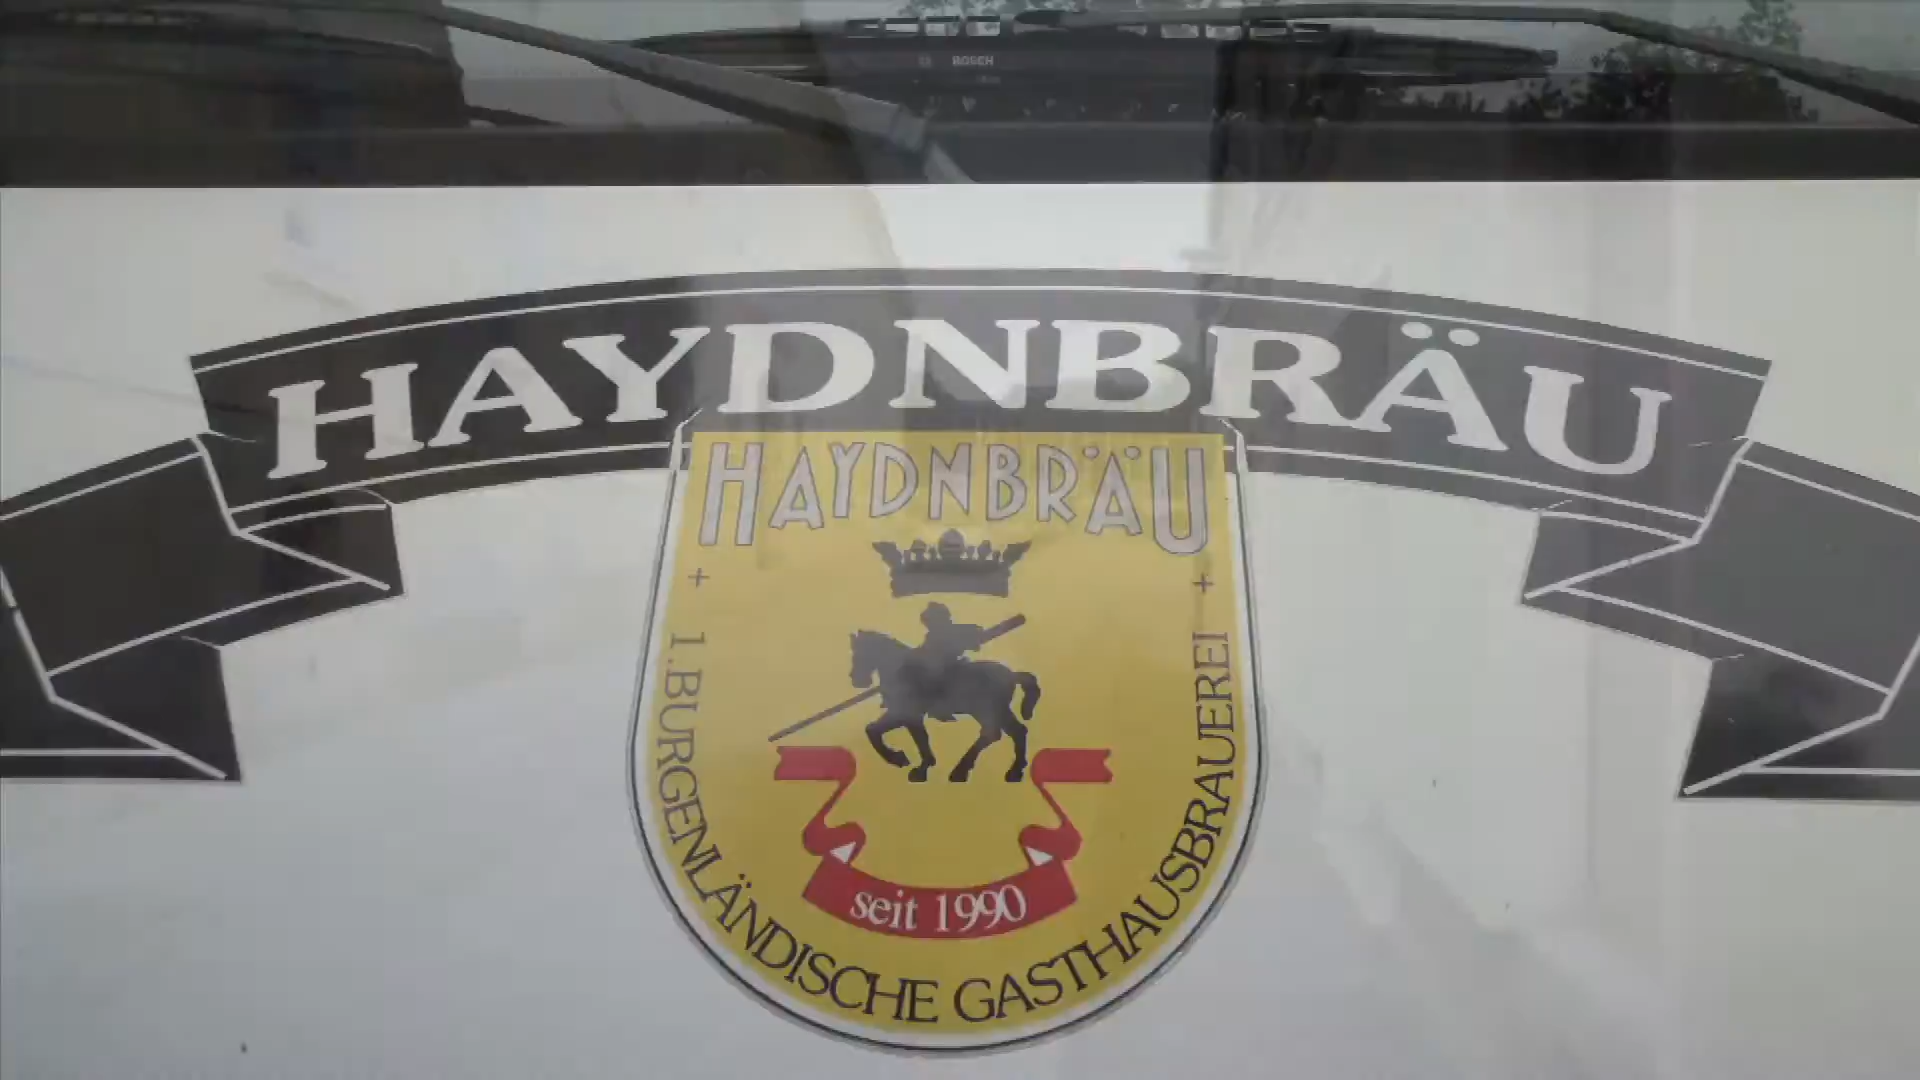 BOSCH
HAYDNBRÄU
HAYDNBRÄU
+ 1.BURGENLÄNDISCHE GASTHAUSBRAUEREI +
seit 1990